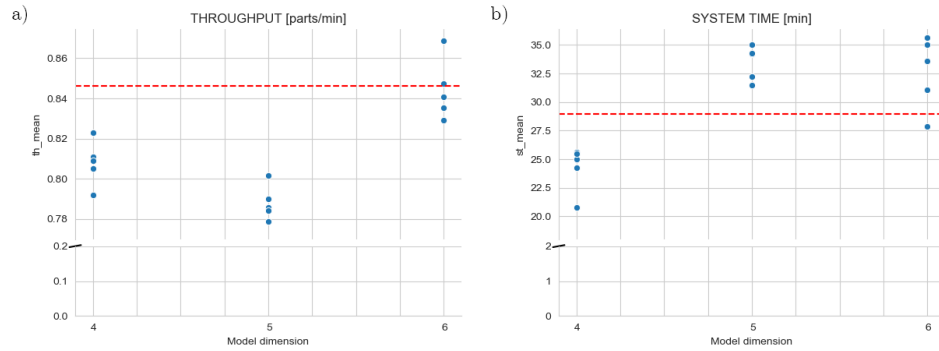 a)
THROUGHPUT [parts/min]
th_mean
0.86
0.84
0.82
0.80
0.78
0.2
0.1
0.0
4 5 6
Model dimension
b)
SYSTEM TIME [min]
st_mean
35.0
32.5
30.0
27.5
25.0
22.5
20.0
2
1
0
4 5 6
Model dimension